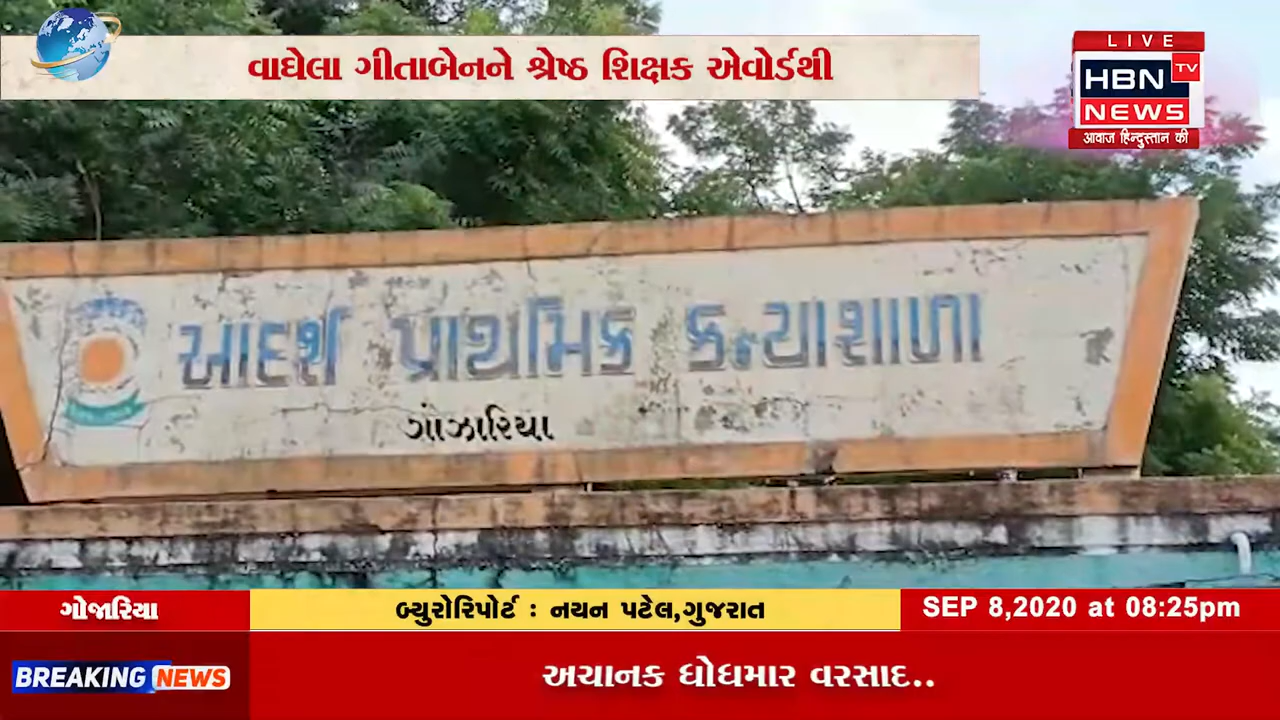 વાઘેલા ગીતાબેનને શ્રેષ્ઠ શિક્ષક એવોર્ડથી
LIVE
HBN TV
NEWS
आवाज हिन्दुस्तान की
આદર્શ પ્રાથમિક કન્યાશાળા
ગોઝારિયા
ગોજારિયા
બ્યુરોરિપોર્ટ : નયન પટેલ,ગુજરાત
SEP 8,2020 at 08:25pm
BREAKING NEWS
અચાનક ધોધમાર વરસાદ..